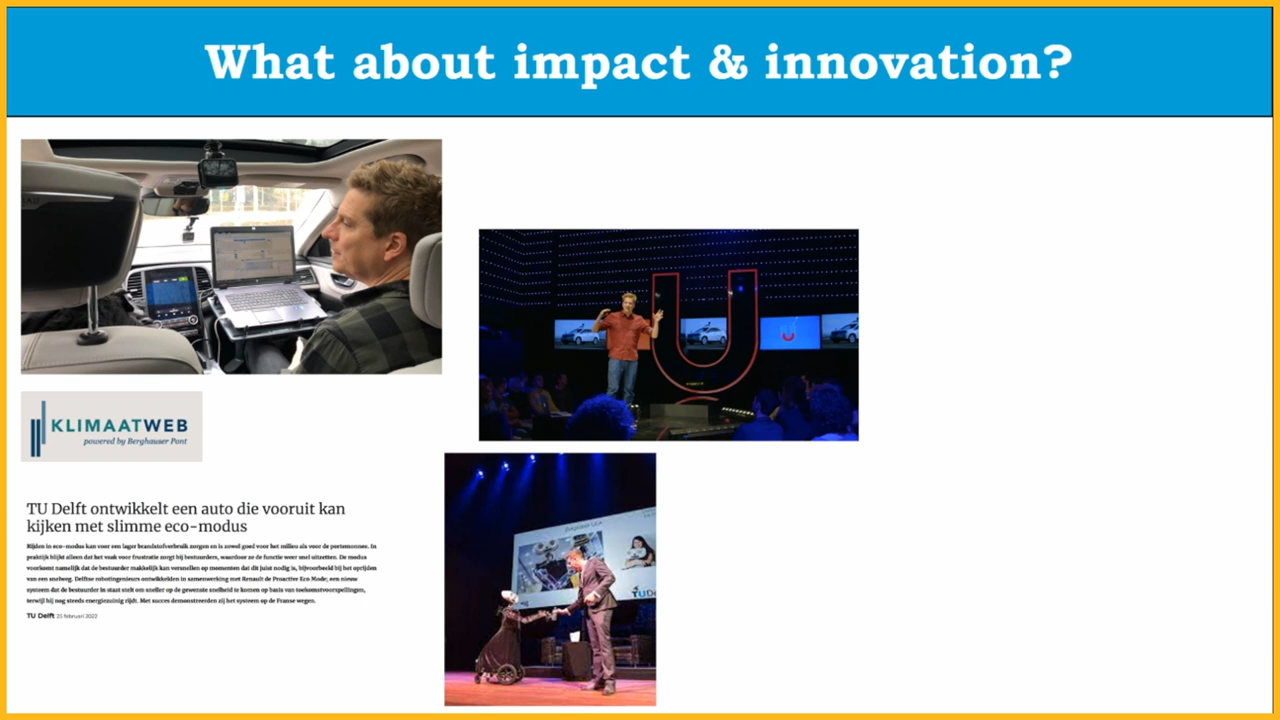 What about impact & innovation?
KLIMAATWEB
powered by Berghauser Pont
TU Delft ontwikkelt een auto die vooruit kan
kijken met slimme eco-modus
Rijden in eco-modus kan voor een lager brandstofverbruik zorgen en is zowel goed voor het milieu als voor de portemonnee. In
praktijk blijkt alleen dat het vaak voor frustratie zorgt bij bestuurders, waardoor ze de functie weer snel uitzetten. De modus
voorkomt namelijk dat de bestuurder makkelijk kan versnellen op momenten dat dit juist nodig is, bijvoorbeeld bij het oprijden
van een snelweg. Delftse robotingenieurs ontwikkelden in samenwerking met Renault de Proactive Eco Mode; een nieuw
systeem dat de bestuurder in staat stelt om sneller op de gewenste snelheid te komen op basis van toekomstvoorspellingen,
terwijl hij nog steeds energiezuinig rijdt. Met succes demonstreerden zij het systeem op de Franse wegen.
TU Delft 25 februari 2022
U
U
TUDe